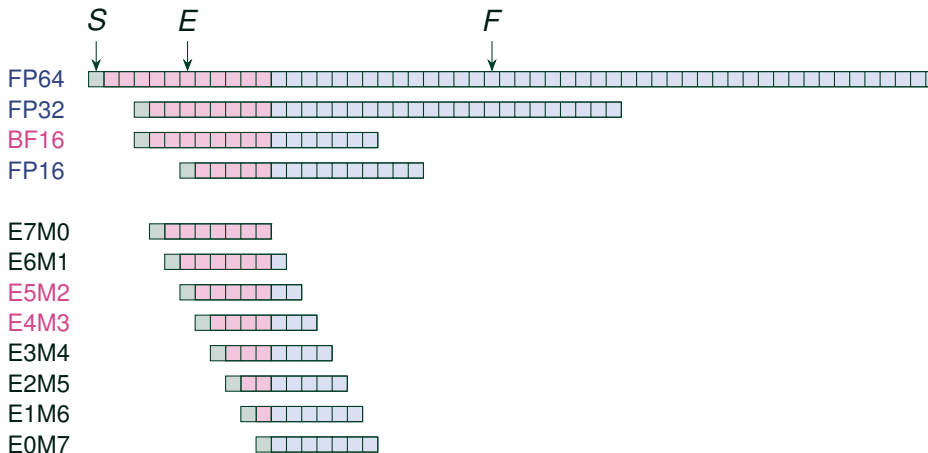 S E F
FP64
FP32
BF16
FP16
E7M0
E6M1
E5M2
E4M3
E3M4
E2M5
E1M6
E0M7